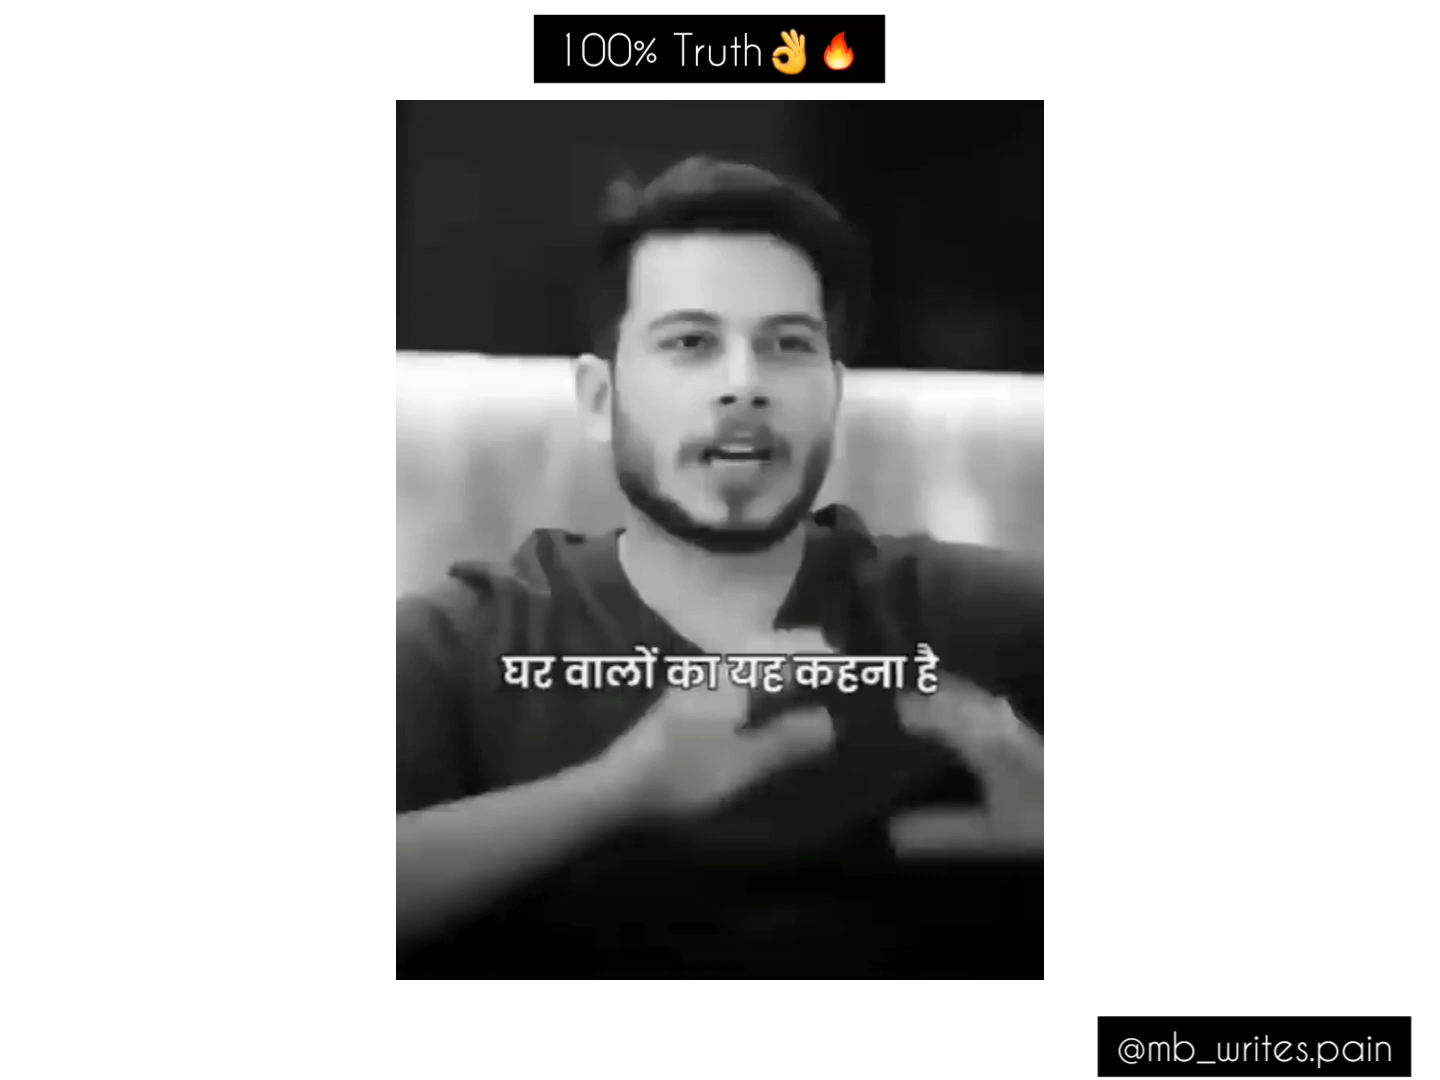 100% Truth👌🔥
घर वालों का यह कहना है
@mb_writes.pain